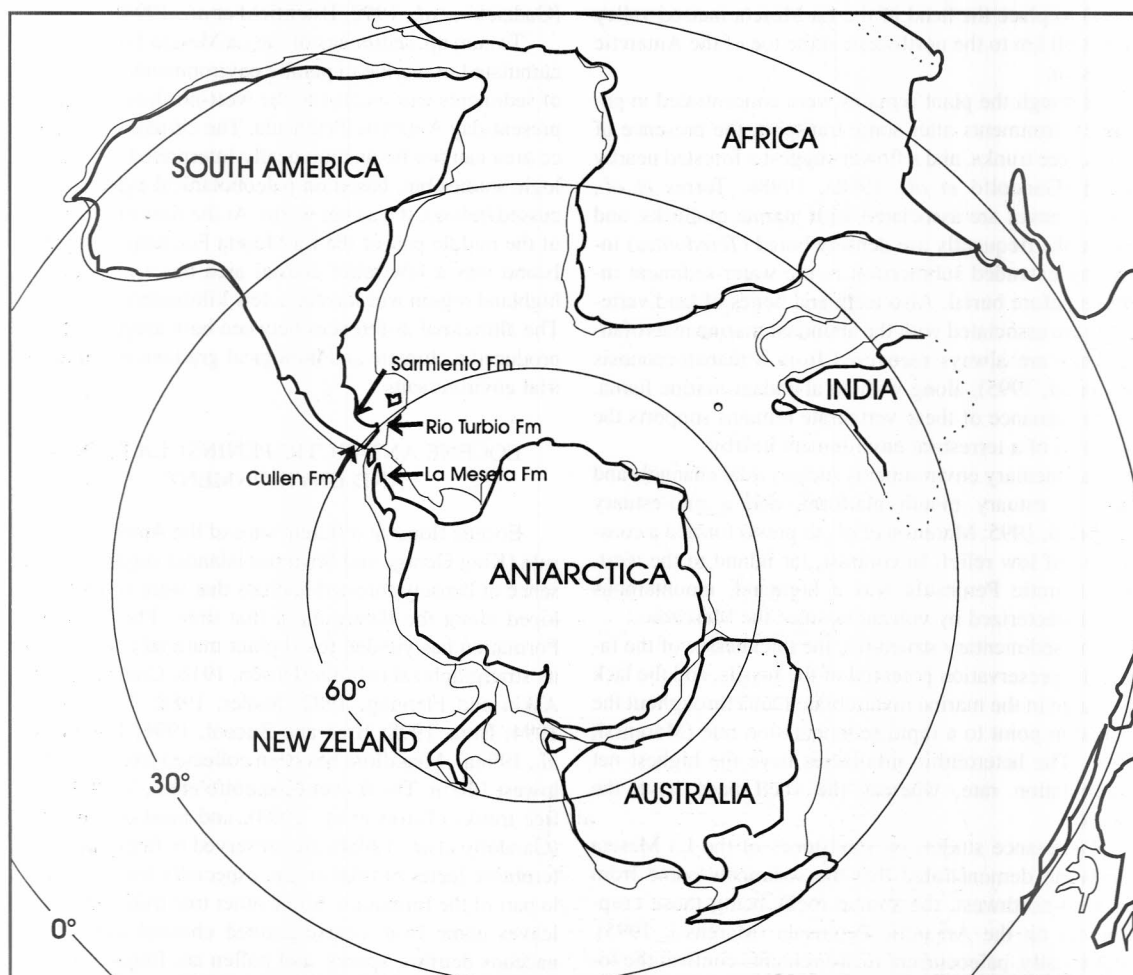 AFRICA
SOUTH AMERICA
Sarmiento Fm
INDIA
Rio Turbio Fm
La Meseta Fm
Cullen Fm
ANTARCTICA
60°
NEW ZELAND
30°
AUSTRALIA
0°